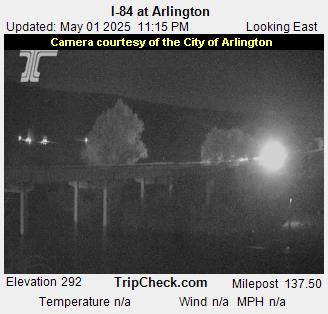 I-84 at Arlington
Updated: May 01 2025 11:15 PM Looking East
Camera courtesy of the City of Arlington
Elevation 292 TripCheck.com Milepost 137.50
Temperature n/a Wind n/a MPH n/a